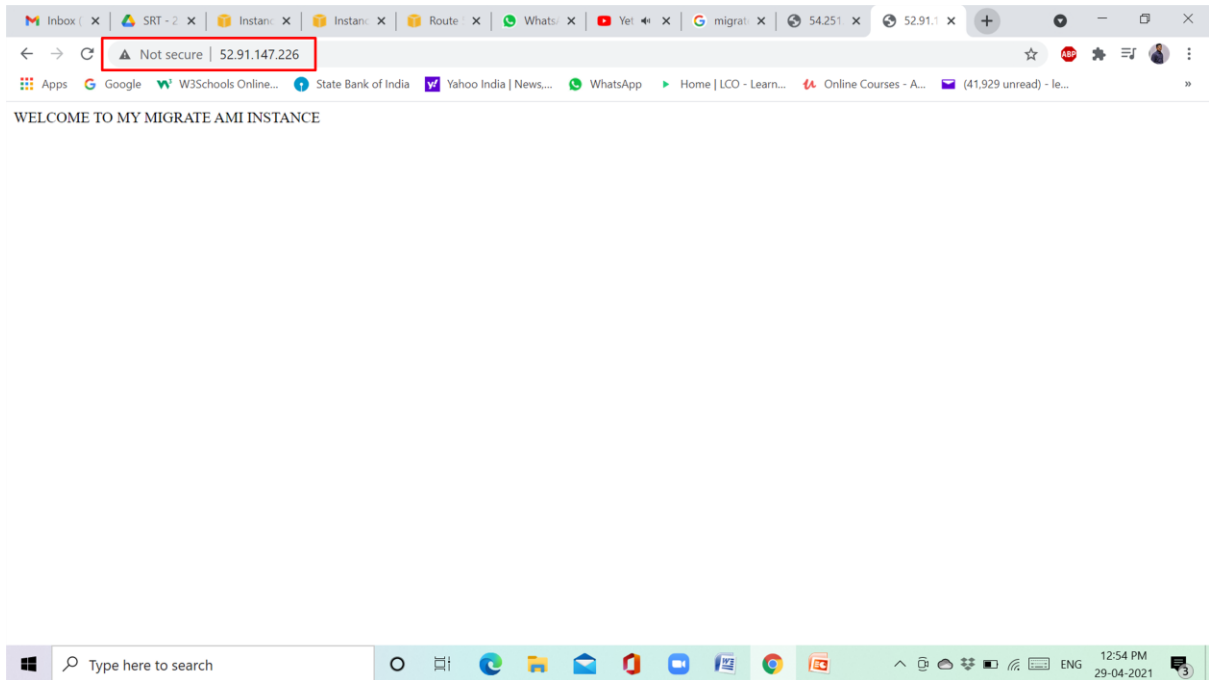 Inbox ( SRT - 2 Instanc Instanc Route Whats Yet migrat 54.251 52.91.1
Not secure 52.91.147.226 ABP
Apps Google W3Schools Online... State Bank of India Yahoo India | News,... WhatsApp Home | LCO - Learn... Online Courses - A... (41,929 unread) - le... »
WELCOME TO MY MIGRATE AMI INSTANCE
Type here to search ENG 12:54 PM
29-04-2021 3